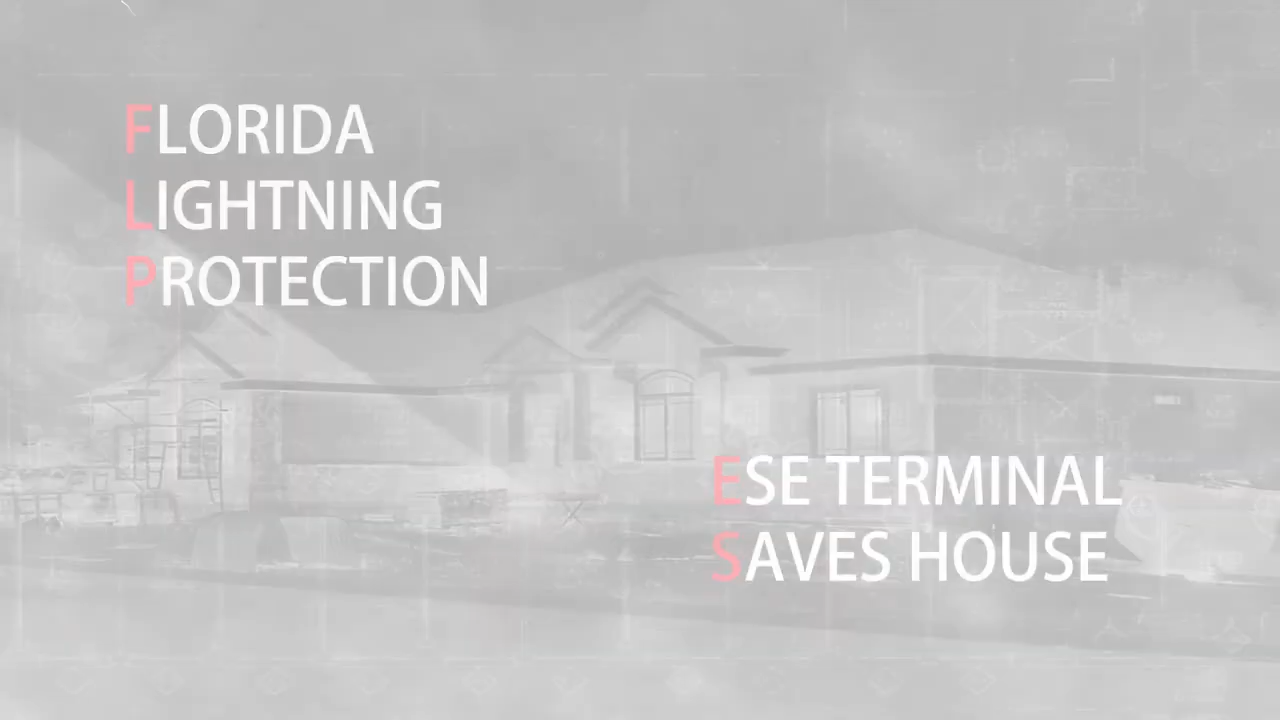 FLORIDA
LIGHTNING
PROTECTION
ESE TERMINAL
SAVES HOUSE